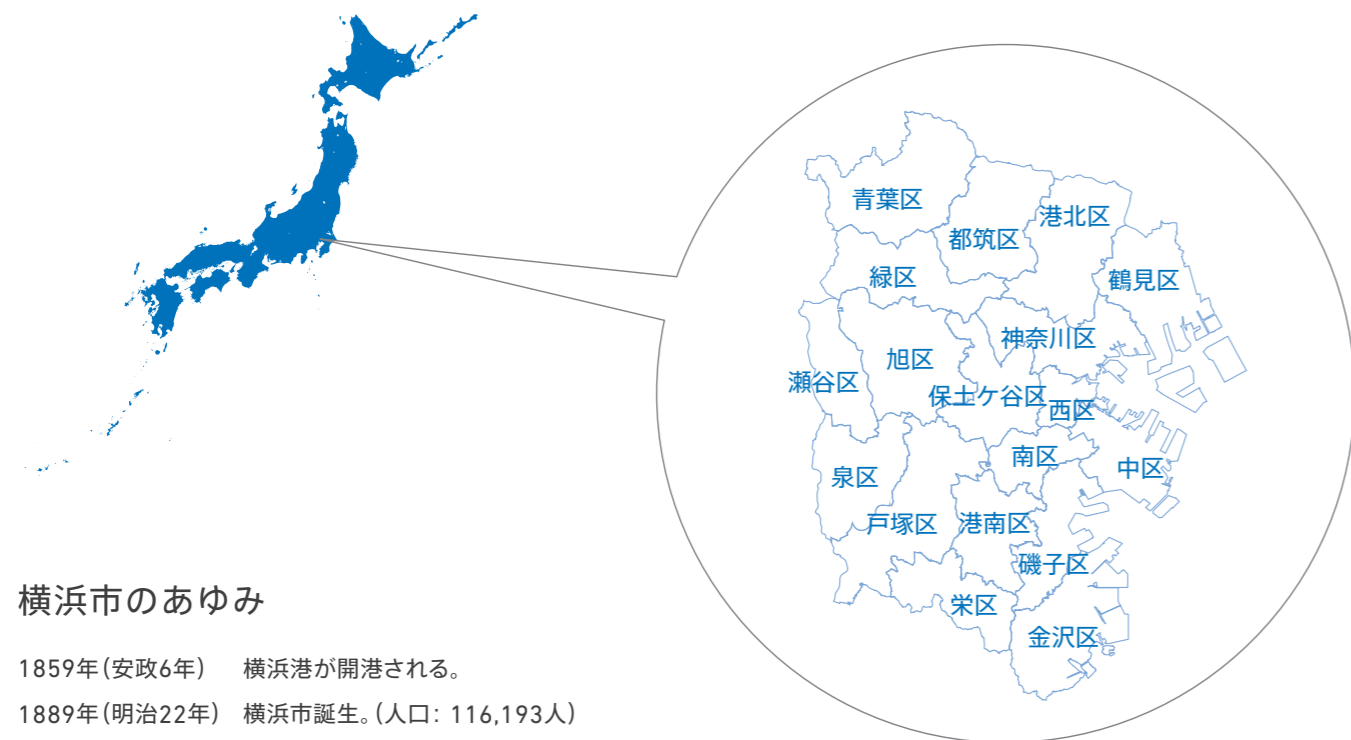 青葉区
港北区
都筑区
緑区
鶴見区
神奈川区
旭区
瀬谷区
保土ケ谷区
西区
南区
中区
泉区
戸塚区
港南区
磯子区
栄区
金沢区
横浜市のあゆみ
1859年(安政6年) 横浜港が開港される。
1889年(明治22年) 横浜市誕生。(人口: 116,193人)